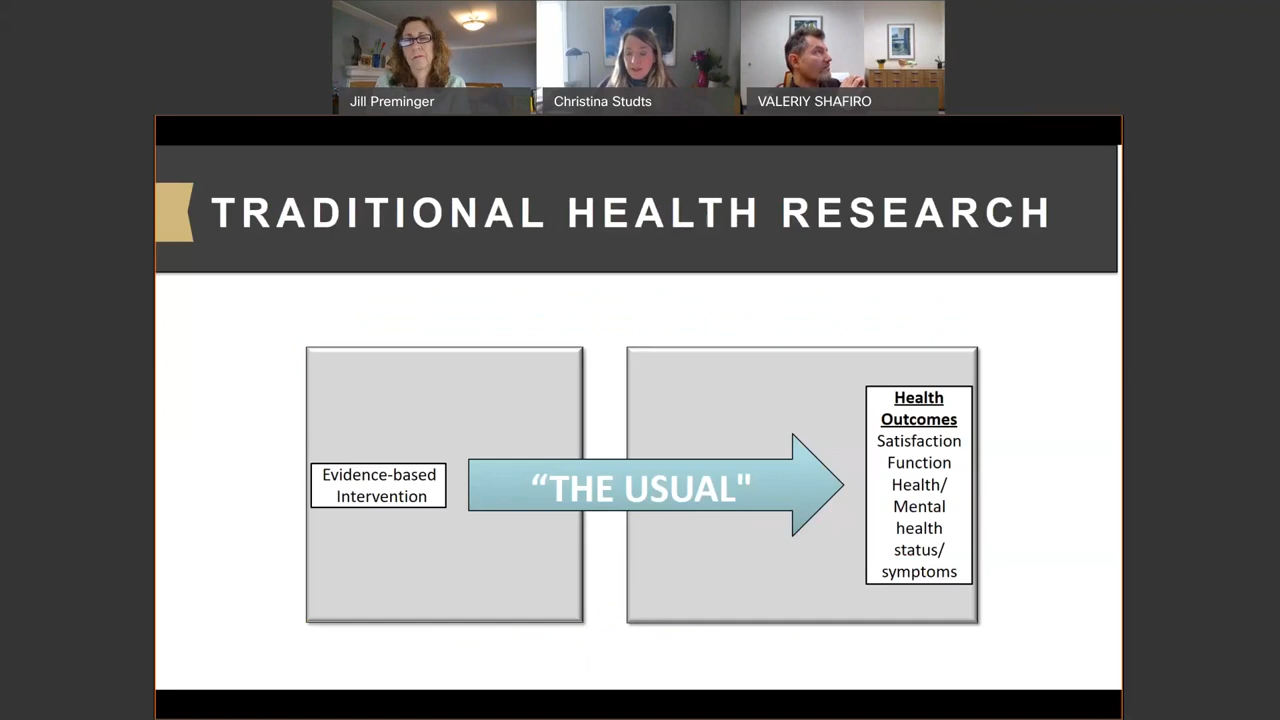 Jill Preminger
Christina Studts
VALERIY SHAFIRO
TRADITIONAL HEALTH RESEARCH
Evidence-based
Intervention
“THE USUAL"
Health
Outcomes
Satisfaction
Function
Health/
Mental
health
status/
symptoms